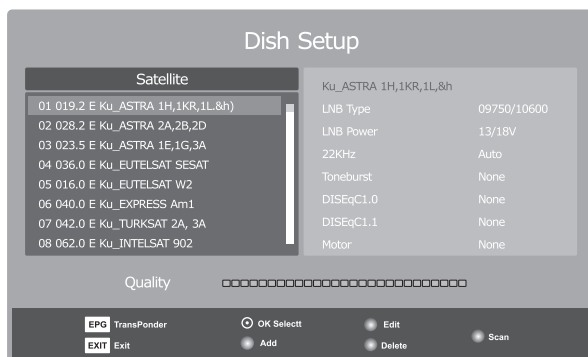 Dish Setup
Satellite
01 019.2 E Ku_ASTRA 1H,1KR,1L.&h)
02 028.2 E Ku_ASTRA 2A,2B,2D
03 023.5 E Ku_ASTRA 1E,1G,3A
04 036.0 E Ku_EUTELSAT SESAT
05 016.0 E Ku_EUTELSAT W2
06 040.0 E Ku_EXPRESS Am1
07 042.0 E Ku_TURKSAT 2A, 3A
08 062.0 E Ku_INTELSAT 902
Ku_ASTRA 1H,1KR,1L,&h
LNB Type 09750/10600
LNB Power 13/18V
22KHz Auto
Toneburst None
DISEqC1.0 None
DISEqC1.1 None
Motor None
Quality
EPG TransPonder
OK Selectt
Edit
Scan
EXIT Exit
Add
Delete